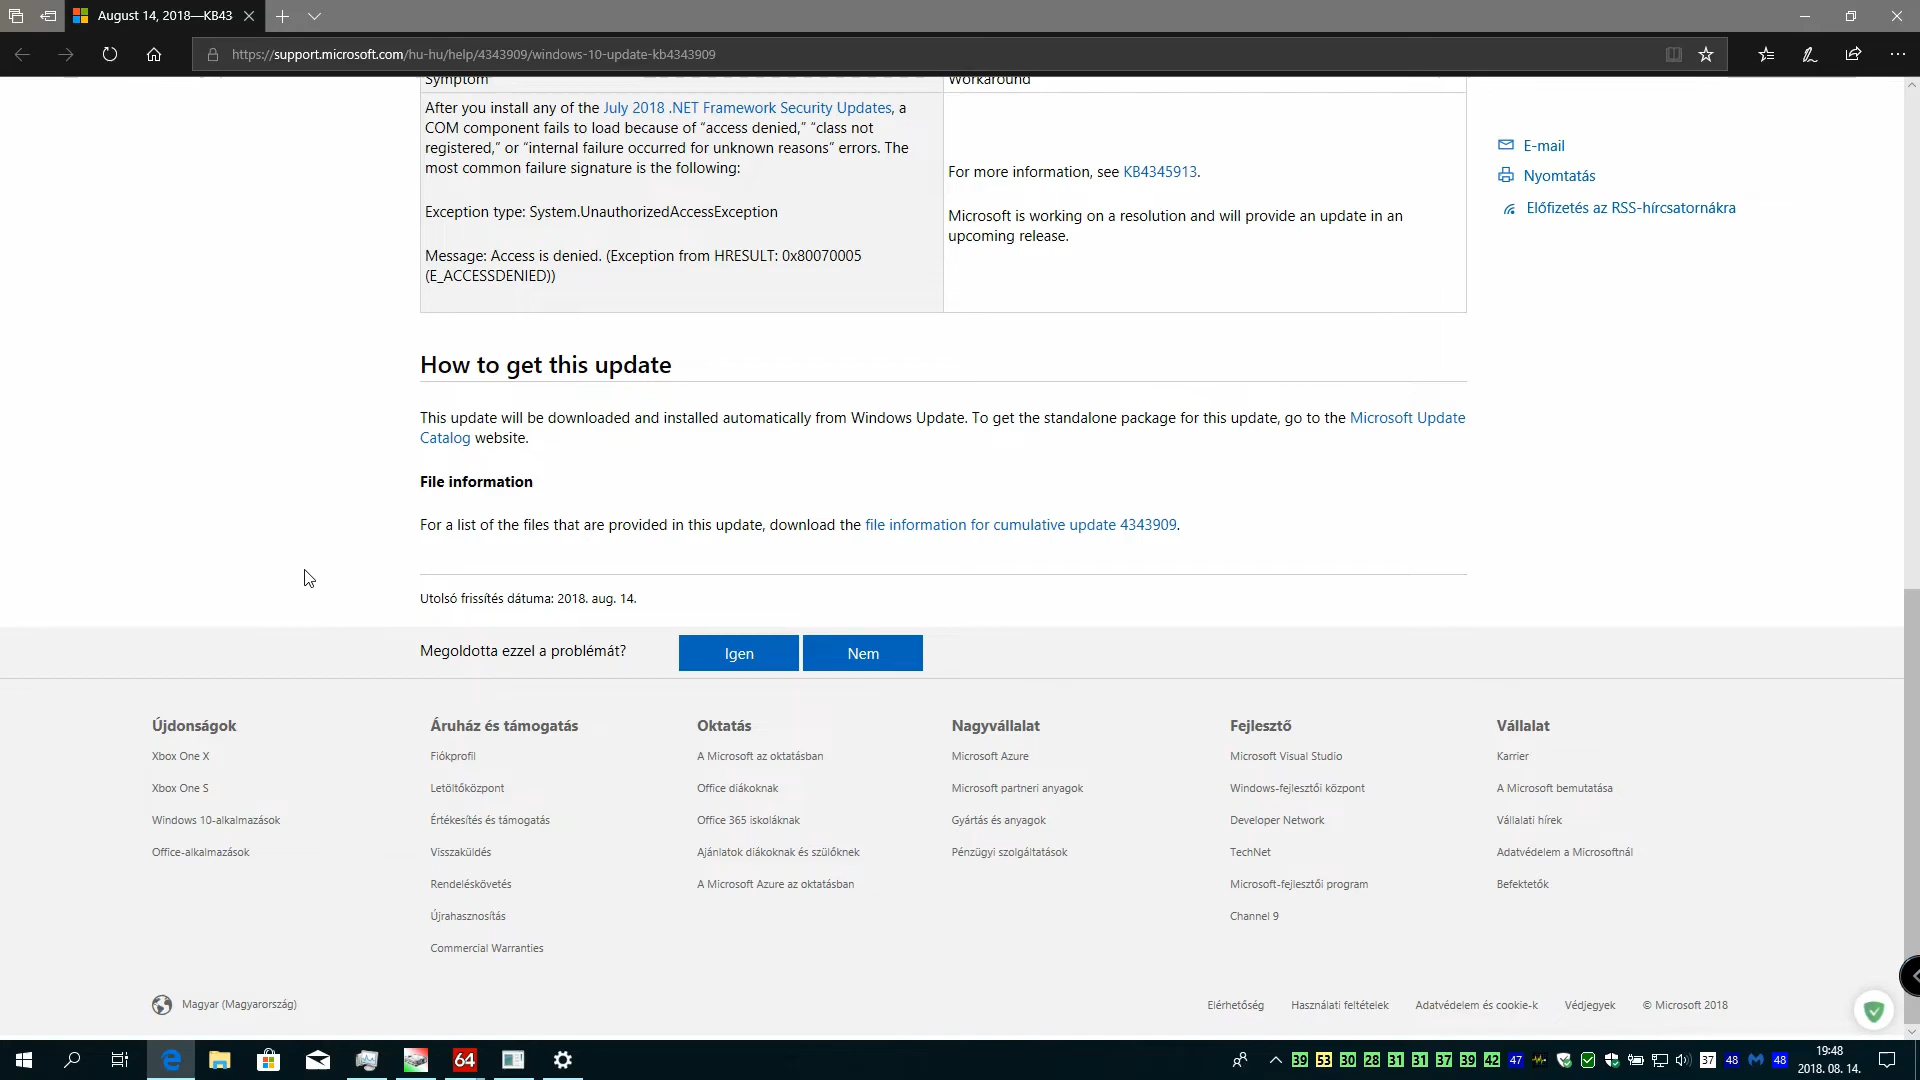 August 14, 2018—KB43
https://support.microsoft.com/hu-hu/help/4343909/windows-10-update-kb4343909
Symptom
Workaround
After you install any of the July 2018 .NET Framework Security Updates, a
COM component fails to load because of “access denied,” “class not
registered,” or “internal failure occurred for unknown reasons” errors. The
most common failure signature is the following:
Exception type: System.UnauthorizedAccessException
Message: Access is denied. (Exception from HRESULT: 0x80070005
(E_ACCESSDENIED))
For more information, see KB4345913.
Microsoft is working on a resolution and will provide an update in an
upcoming release.
E-mail
Nyomtatás
Előfizetés az RSS-hírcsatornákra
How to get this update
This update will be downloaded and installed automatically from Windows Update. To get the standalone package for this update, go to the Microsoft Update
Catalog website.
File information
For a list of the files that are provided in this update, download the file information for cumulative update 4343909.
Utolsó frissítés dátuma: 2018. aug. 14.
Megoldotta ezzel a problémát?
Igen
Nem
Újdonságok
Xbox One X
Xbox One S
Windows 10-alkalmazások
Office-alkalmazások
Áruház és támogatás
Fiókprofil
Letöltőközpont
Értékesítés és támogatás
Visszaküldés
Rendeléskövetés
Újrahasznosítás
Commercial Warranties
Oktatás
A Microsoft az oktatásban
Office diákoknak
Office 365 iskoláknak
Ajánlatok diákoknak és szülőknek
A Microsoft Azure az oktatásban
Nagyvállalat
Microsoft Azure
Microsoft partneri anyagok
Gyártás és anyagok
Pénzügyi szolgáltatások
Fejlesztő
Microsoft Visual Studio
Windows-fejlesztői központ
Developer Network
TechNet
Microsoft-fejlesztői program
Channel 9
Vállalat
Karrier
A Microsoft bemutatása
Vállalati hírek
Adatvédelem a Microsoftnál
Befektetők
Magyar (Magyarország)
Elérhetőség
Használati feltételek
Adatvédelem és cookie-k
Védjegyek
© Microsoft 2018
64
39 53 30 28 31 31 37 39 42 47
37 48 48
19:48
2018. 08. 14.